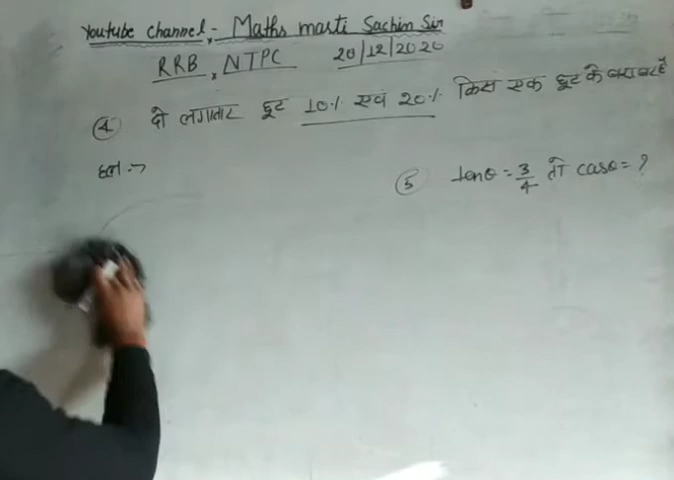 Youtube channel - Maths masti Sachin Sir
RRB, NTPC 20/12/2020
(4) दो लगातार छूट 10% एवं 20% किस एक छूट के बराबर है
हल :-
(5) tanθ = 3/4 तो cosθ = ?